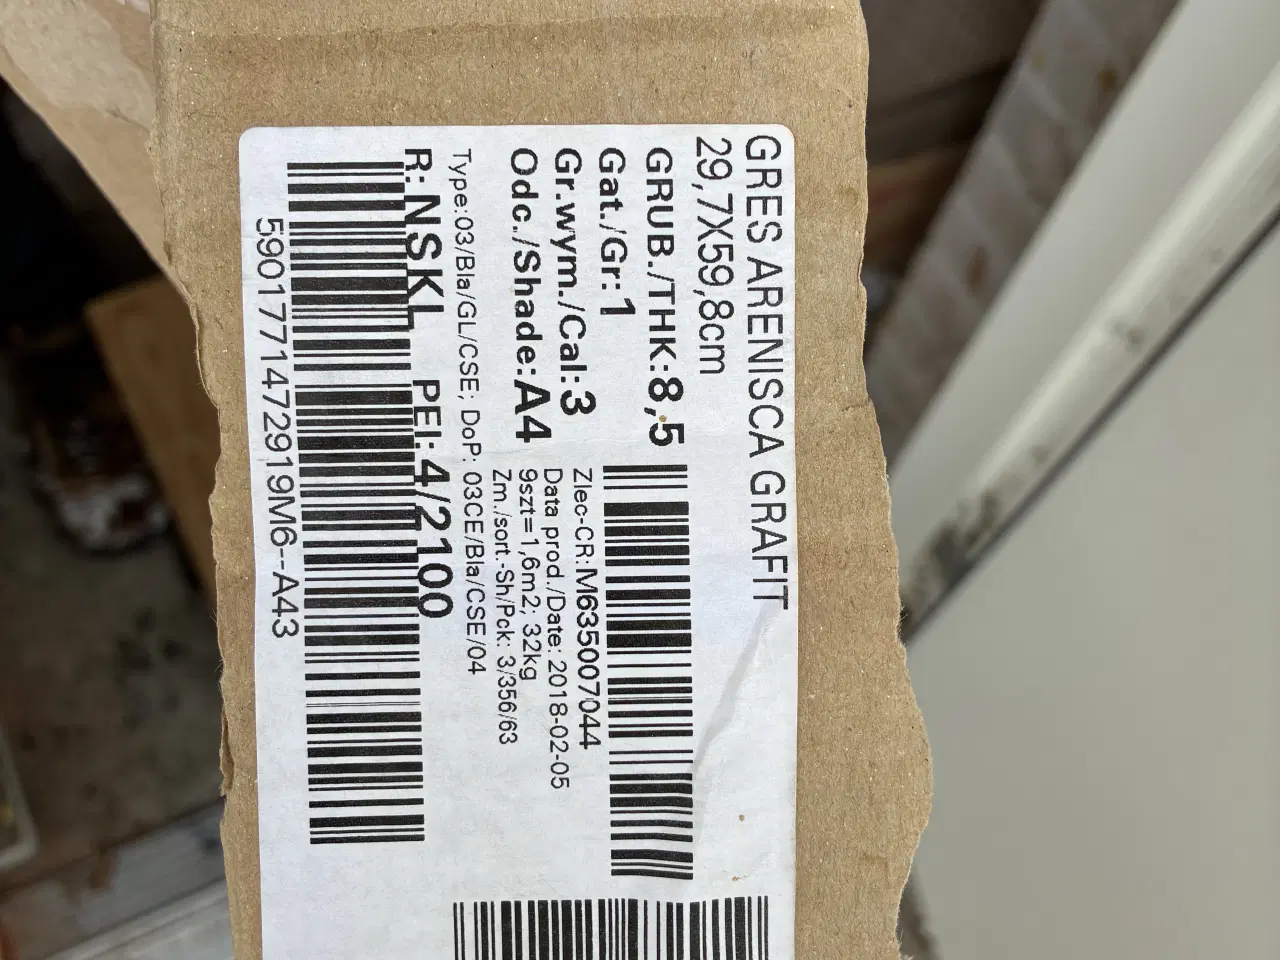 GRES ARENISCA GRAFIT
29,7X59,8cm
GRUB./THK:8,5
Gat./Gr:1
Gr.wym./Cal:3
Odc./Shade:A4
Zlec-CR:M635007044
Data prod./Date: 2018-02-05
9szt=1,6m2; 32kg
Zm./sort.-Sh/Pck: 3/356/63
Type:03/Bla/GL/CSE; DoP: 03CE/Bla/CSE/04
R:NSKL PEI:4/2100
5901771472919M6--A43